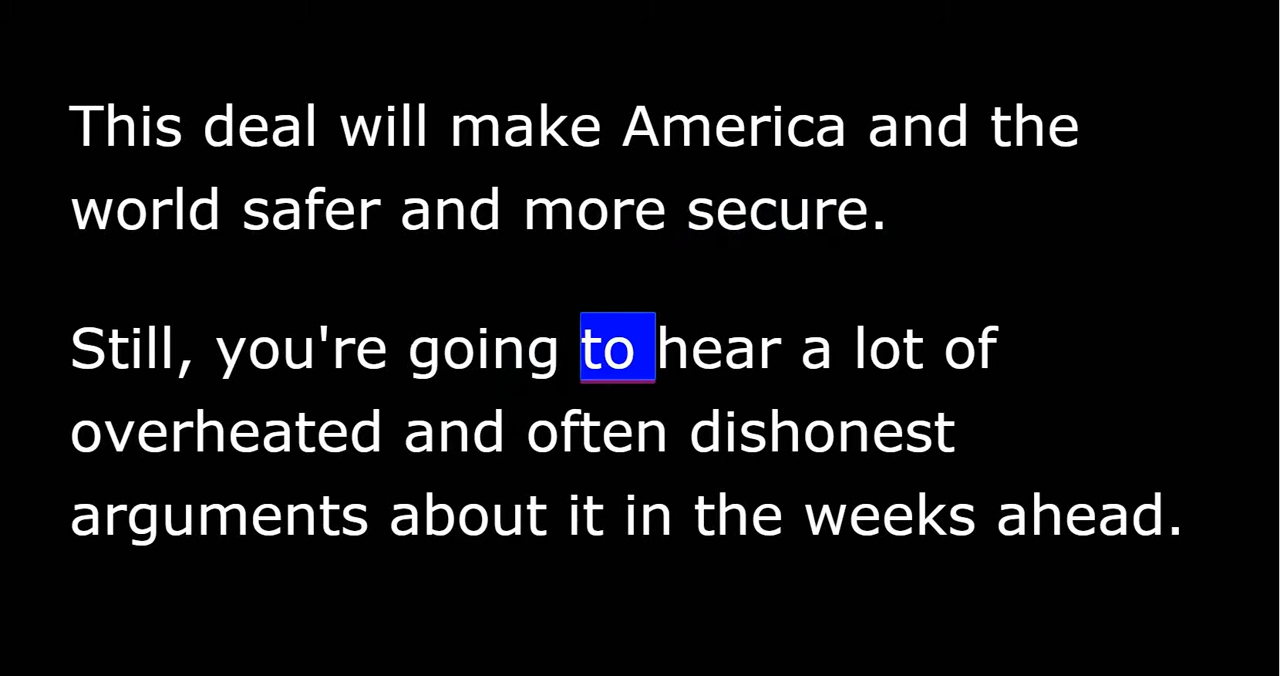 This deal will make America and the
world safer and more secure.
Still, you're going to hear a lot of
overheated and often dishonest
arguments about it in the weeks ahead.